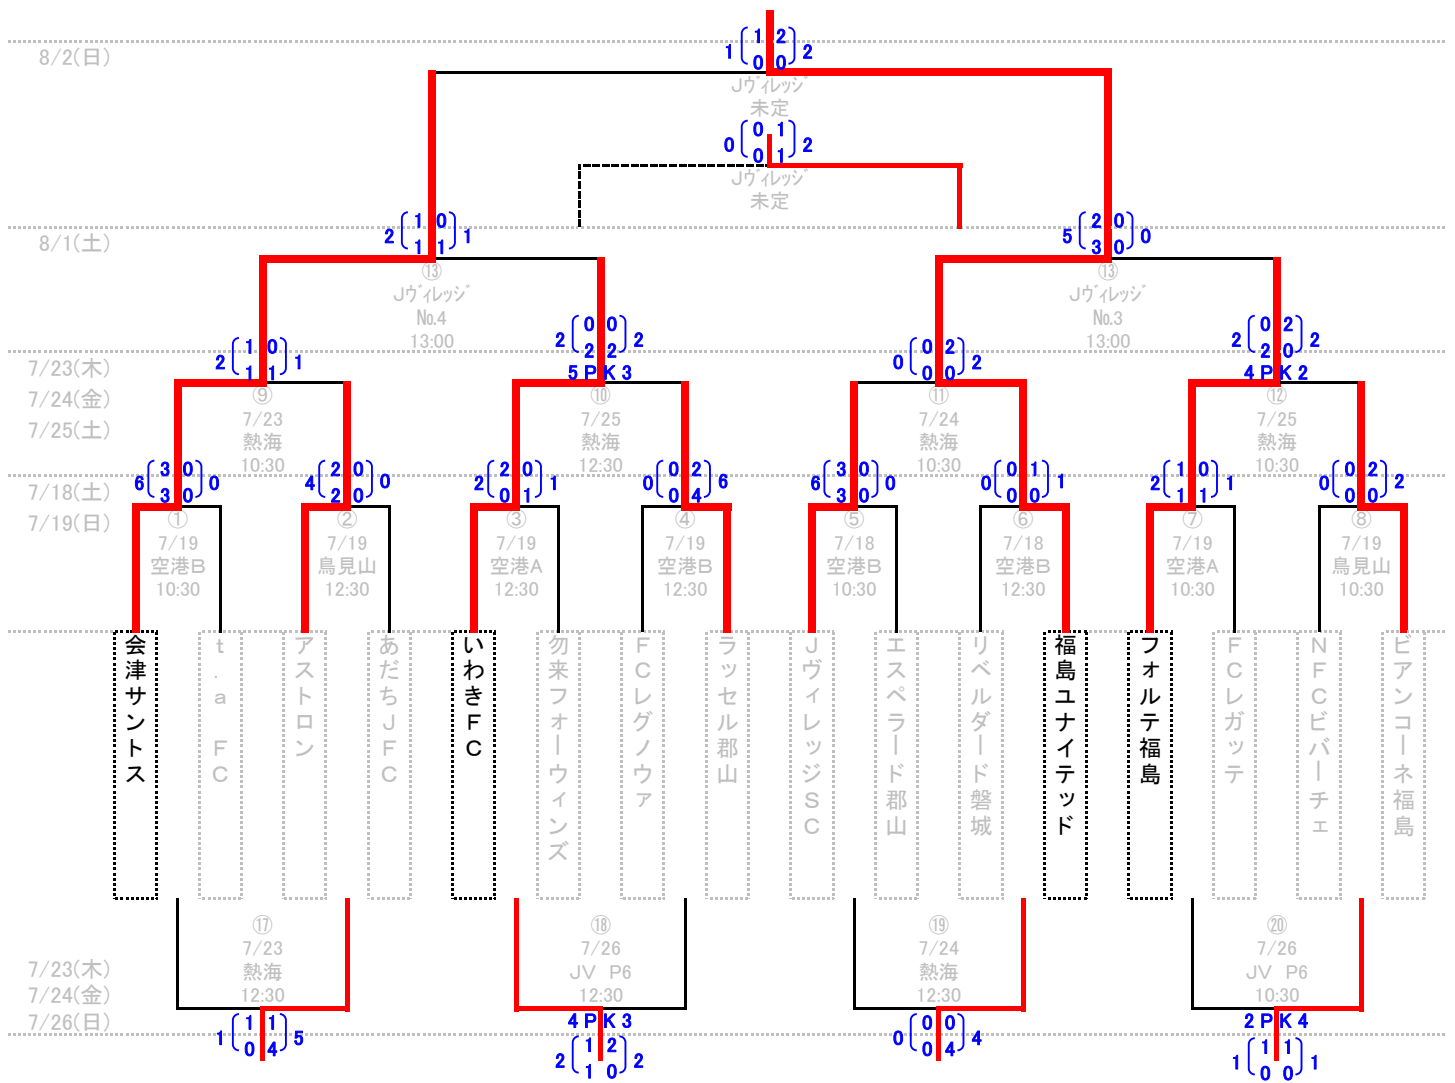 8/2(日)
1 1 2 2
0 0
Jヴィレッジ
未定
0 0 1 2
0 1
Jヴィレッジ
未定
8/1(土)
2 1 0 1
1 1
5 2 0 0
3 0
⑬
Jヴィレッジ
№4
13:00
⑬
Jヴィレッジ
№3
13:00
7/23(木)
7/24(金)
7/25(土)
2 1 0 1
1 1
2 0 0 2
2 2
5 PK 3
0 0 2 2
0 0
2 0 2 2
2 0
4 PK 2
⑨
7/23
熱海
10:30
⑩
7/25
熱海
12:30
⑪
7/24
熱海
10:30
⑫
7/25
熱海
10:30
7/18(土)
7/19(日)
6 3 0 0
3 0
4 2 0 0
2 0
2 2 0 1
0 1
0 0 2 6
0 4
6 3 0 0
3 0
0 0 1 1
0 0
2 1 0 1
1 1
0 0 2 2
0 0
①
7/19
空港B
10:30
②
7/19
鳥見山
12:30
③
7/19
空港A
12:30
④
7/19
空港B
12:30
⑤
7/18
空港B
10:30
⑥
7/18
空港B
12:30
⑦
7/19
空港A
10:30
⑧
7/19
鳥見山
10:30
会津サントス
t.a FC
アストロン
あだちJFC
いわきFC
勿来フォーウィンズ
FCレグノウァ
ラッセル郡山
JヴィレッジSC
エスペラード郡山
リベルダード磐城
福島ユナイテッド
フォルテ福島
FCレガッテ
NFCビバーチェ
ビアンコーネ福島
⑰
7/23
熱海
12:30
⑱
7/26
JV P6
12:30
⑲
7/24
熱海
12:30
⑳
7/26
JV P6
10:30
7/23(木)
7/24(金)
7/26(日)
1 1 1 5
0 4
4 PK 3
2 1 2 2
1 0
0 0 0 4
0 4
2 PK 4
1 1 1 1
0 0